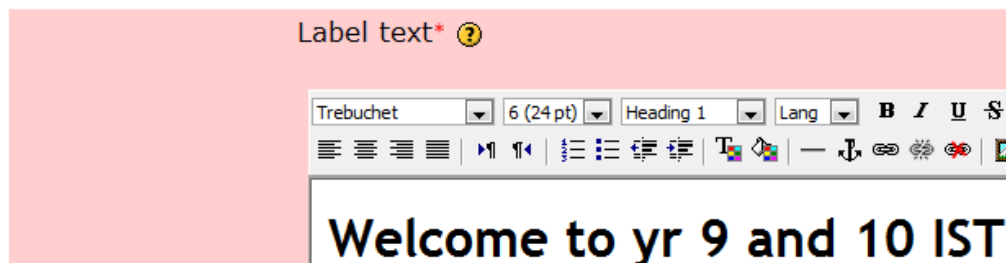 Label text* ?
Trebuchet 6 (24 pt) Heading 1 Lang B I U S
Welcome to yr 9 and 10 IST